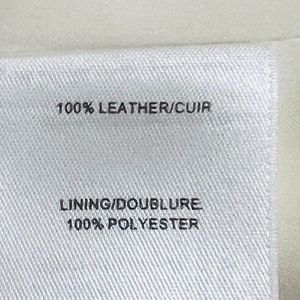 100% LEATHER/CUIR
LINING/DOUBLURE
100% POLYESTER